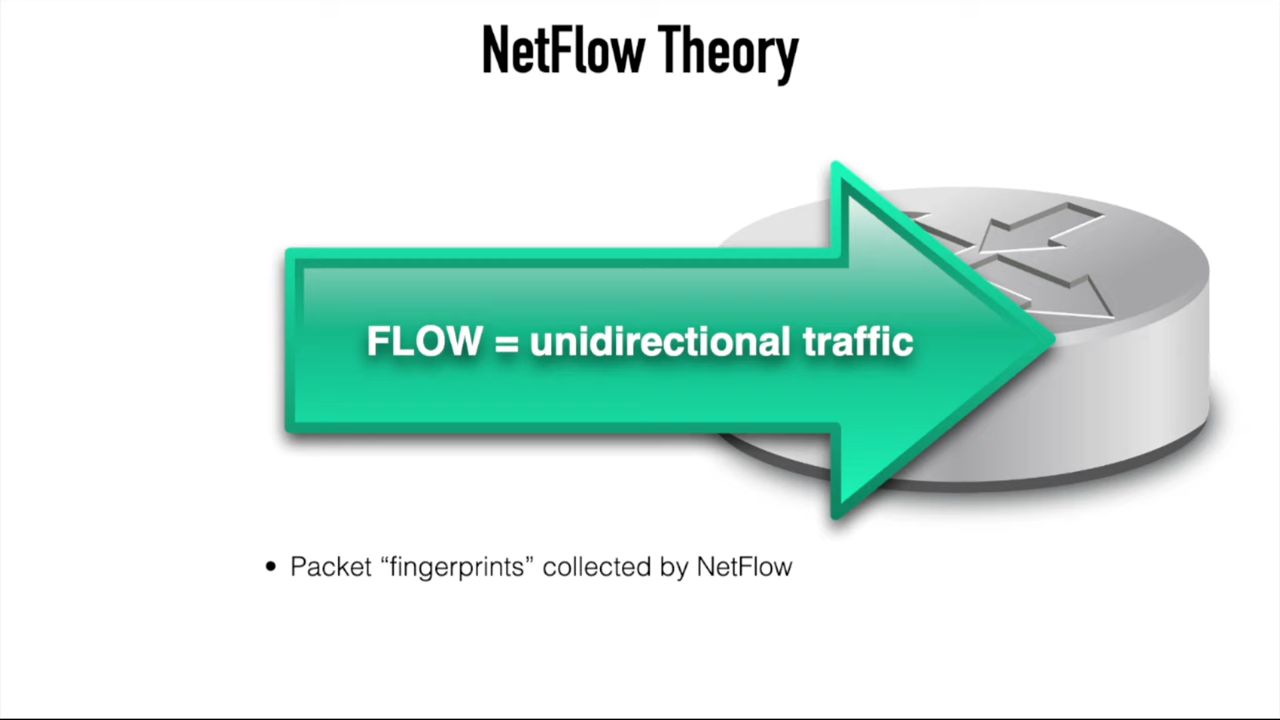 NetFlow Theory
FLOW = unidirectional traffic
• Packet “fingerprints” collected by NetFlow